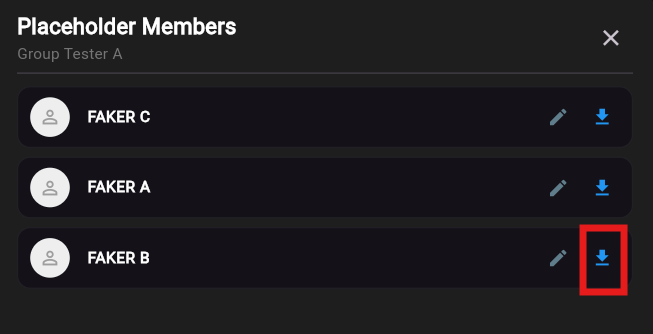 Placeholder Members
Group Tester A
FAKER C
FAKER A
FAKER B